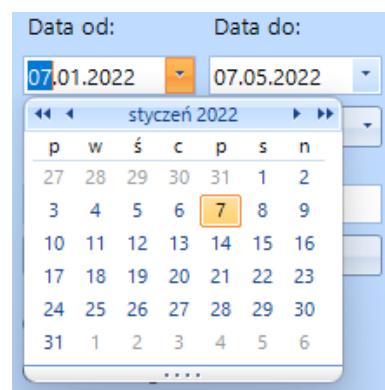 Data od: Data do:
07.01.2022 07.05.2022
styczeń 2022
p w ś c p s n
27 28 29 30 31 1 2
3 4 5 6 7 8 9
10 11 12 13 14 15 16
17 18 19 20 21 22 23
24 25 26 27 28 29 30
31 1 2 3 4 5 6